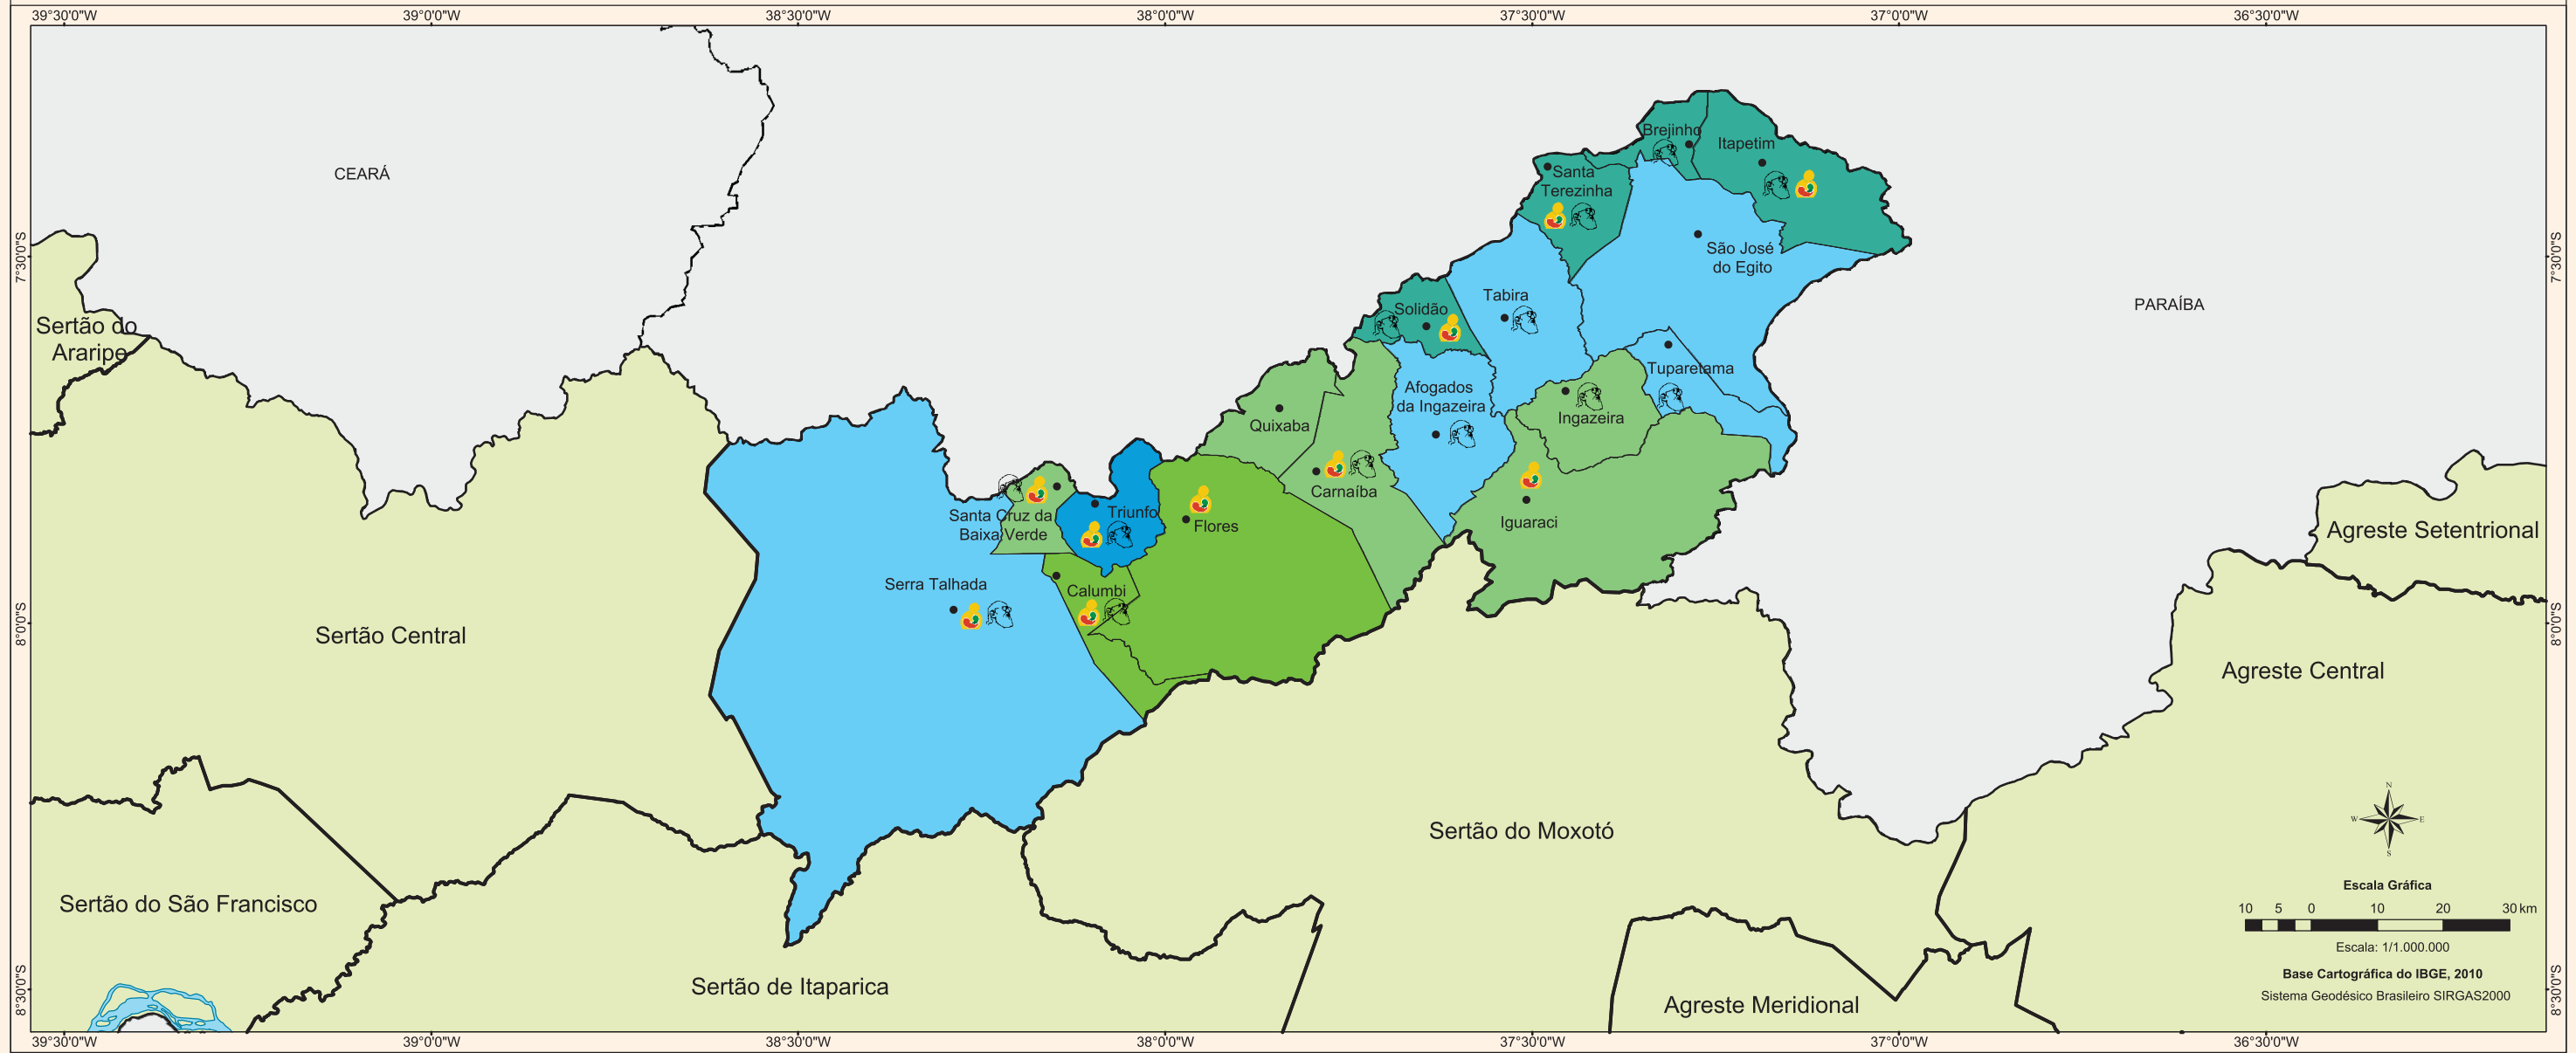 39°30'0"W 39°0'0"W 38°30'0"W 38°0'0"W 37°30'0"W 37°0'0"W 36°30'0"W
CEARÁ
Brejinho
Itapetim
Santa
Terezinha
São José
do Egito
7°30'0"S
7°30'0"S
Tabira
PARAÍBA
Solidão
Sertão do
Araripe
Tuparetama
Afogados
da Ingazeira
Ingazeira
Quixaba
Carnaíba
Iguaraci
Triunfo
Flores
Santa Cruz da
Baixa Verde
Agreste Setentrional
Serra Talhada
Calumbi
8°0'0"S
8°0'0"S
Sertão Central
Agreste Central
N
W E
S
Sertão do Moxotó
Escala Gráfica
10 5 0 10 20 30 km
Escala: 1/1.000.000
Sertão do São Francisco
Base Cartográfica do IBGE, 2010
Sistema Geodésico Brasileiro SIRGAS2000
Sertão de Itaparica
Agreste Meridional
8°30'0"S
8°30'0"S
39°30'0"W 39°0'0"W 38°30'0"W 38°0'0"W 37°30'0"W 37°0'0"W 36°30'0"W